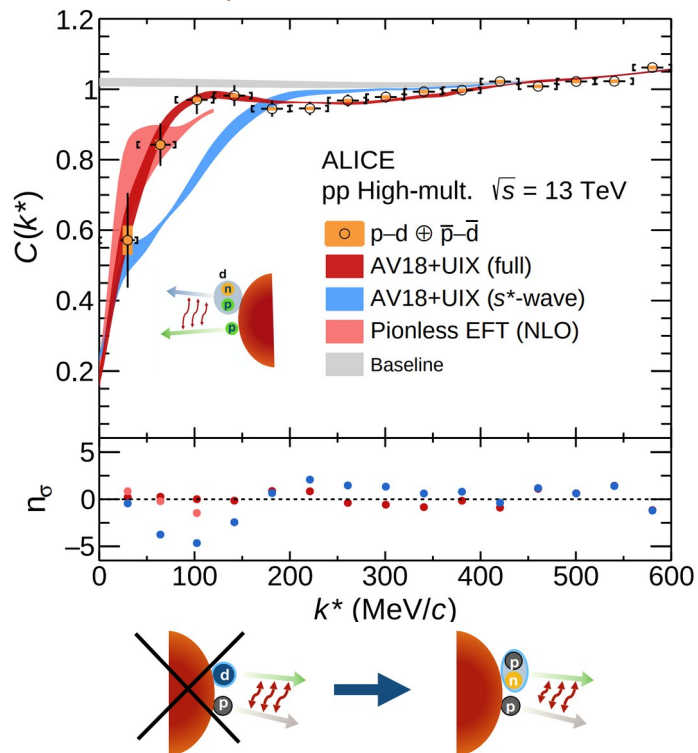 1.2
1.0
0.8
0.6
0.4
0.2
C(k*)
ALICE
pp High-mult. √s = 13 TeV
p–d ⊕ p̅–d̅
AV18+UIX (full)
AV18+UIX (s*-wave)
Pionless EFT (NLO)
Baseline
d
n
p
p
5
0
−5
nσ
0 100 200 300 400 500 600
k* (MeV/c)
d
p
p
n
p